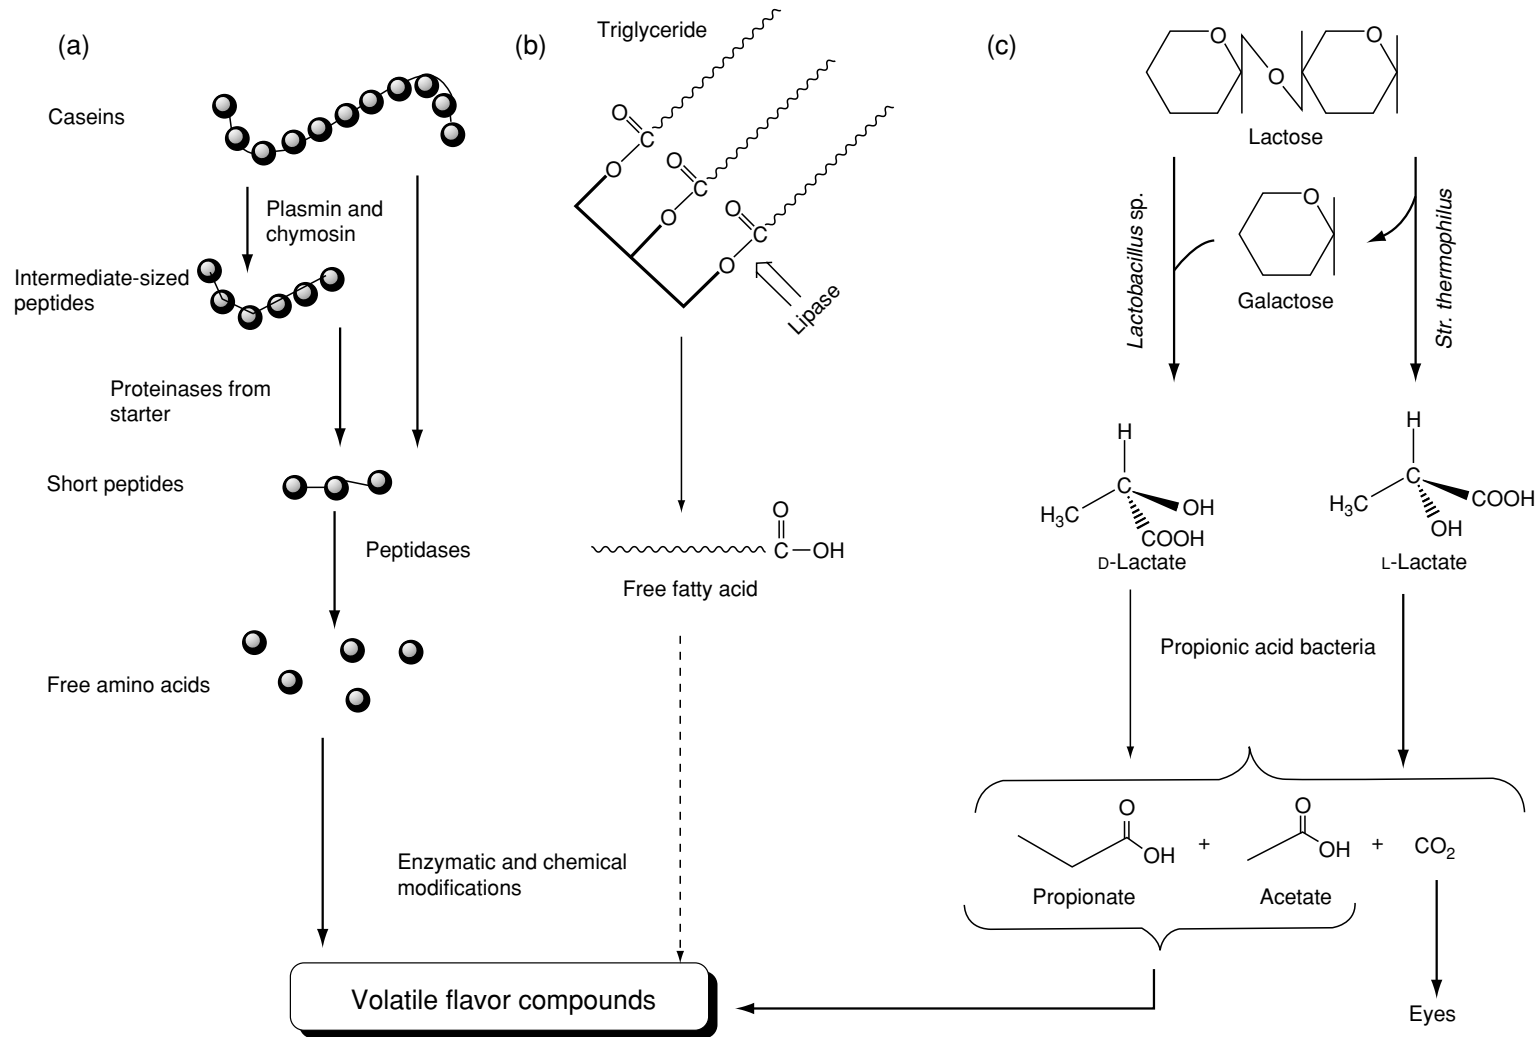 (a)
Caseins
Plasmin and
chymosin
Intermediate-sized
peptides
Proteinases from
starter
Short peptides
Peptidases
Free amino acids
Enzymatic and chemical
modifications
Volatile flavor compounds
(b)
Triglyceride
O
C
O
O
C
O
O
C
O
Lipase
O
C
OH
Free fatty acid
(c)
O
O
O
Lactose
Lactobacillus sp.
O
Galactose
Str. thermophilus
H
C
H3C
OH
COOH
D-Lactate
H
C
H3C
COOH
OH
L-Lactate
Propionic acid bacteria
O
OH
+
O
OH
+
CO2
Propionate
Acetate
Eyes